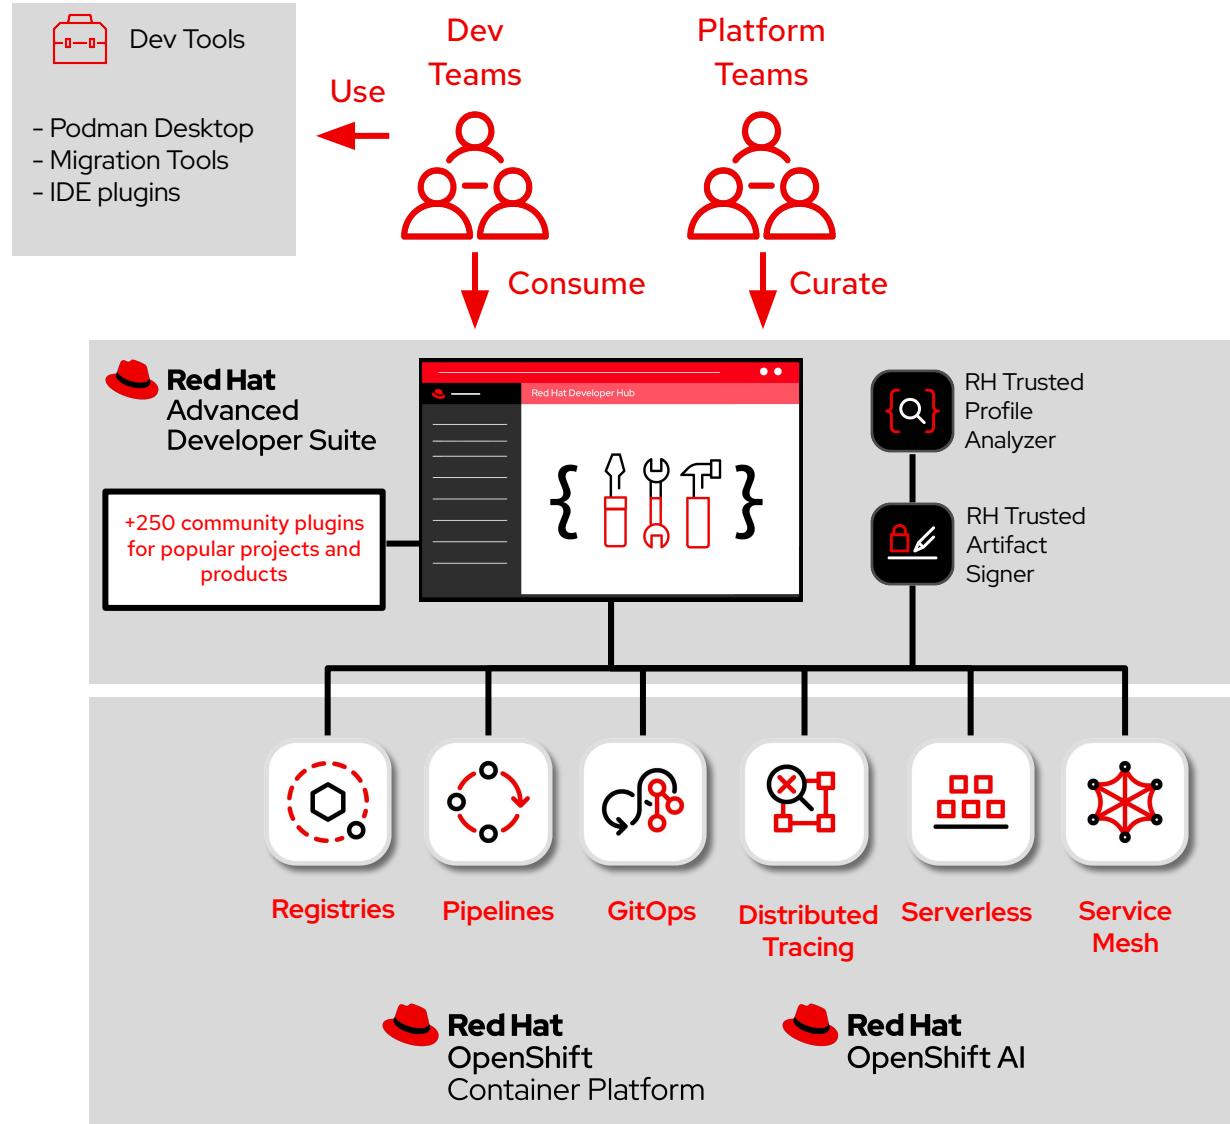 Dev Tools
- Podman Desktop
- Migration Tools
- IDE plugins
Use
Dev
Teams
Platform
Teams
Consume
Curate
Red Hat
Advanced
Developer Suite
+250 community plugins
for popular projects and
products
Red Hat Developer Hub
RH Trusted
Profile
Analyzer
RH Trusted
Artifact
Signer
Registries
Pipelines
GitOps
Distributed
Tracing
Serverless
Service
Mesh
Red Hat
OpenShift
Container Platform
Red Hat
OpenShift AI